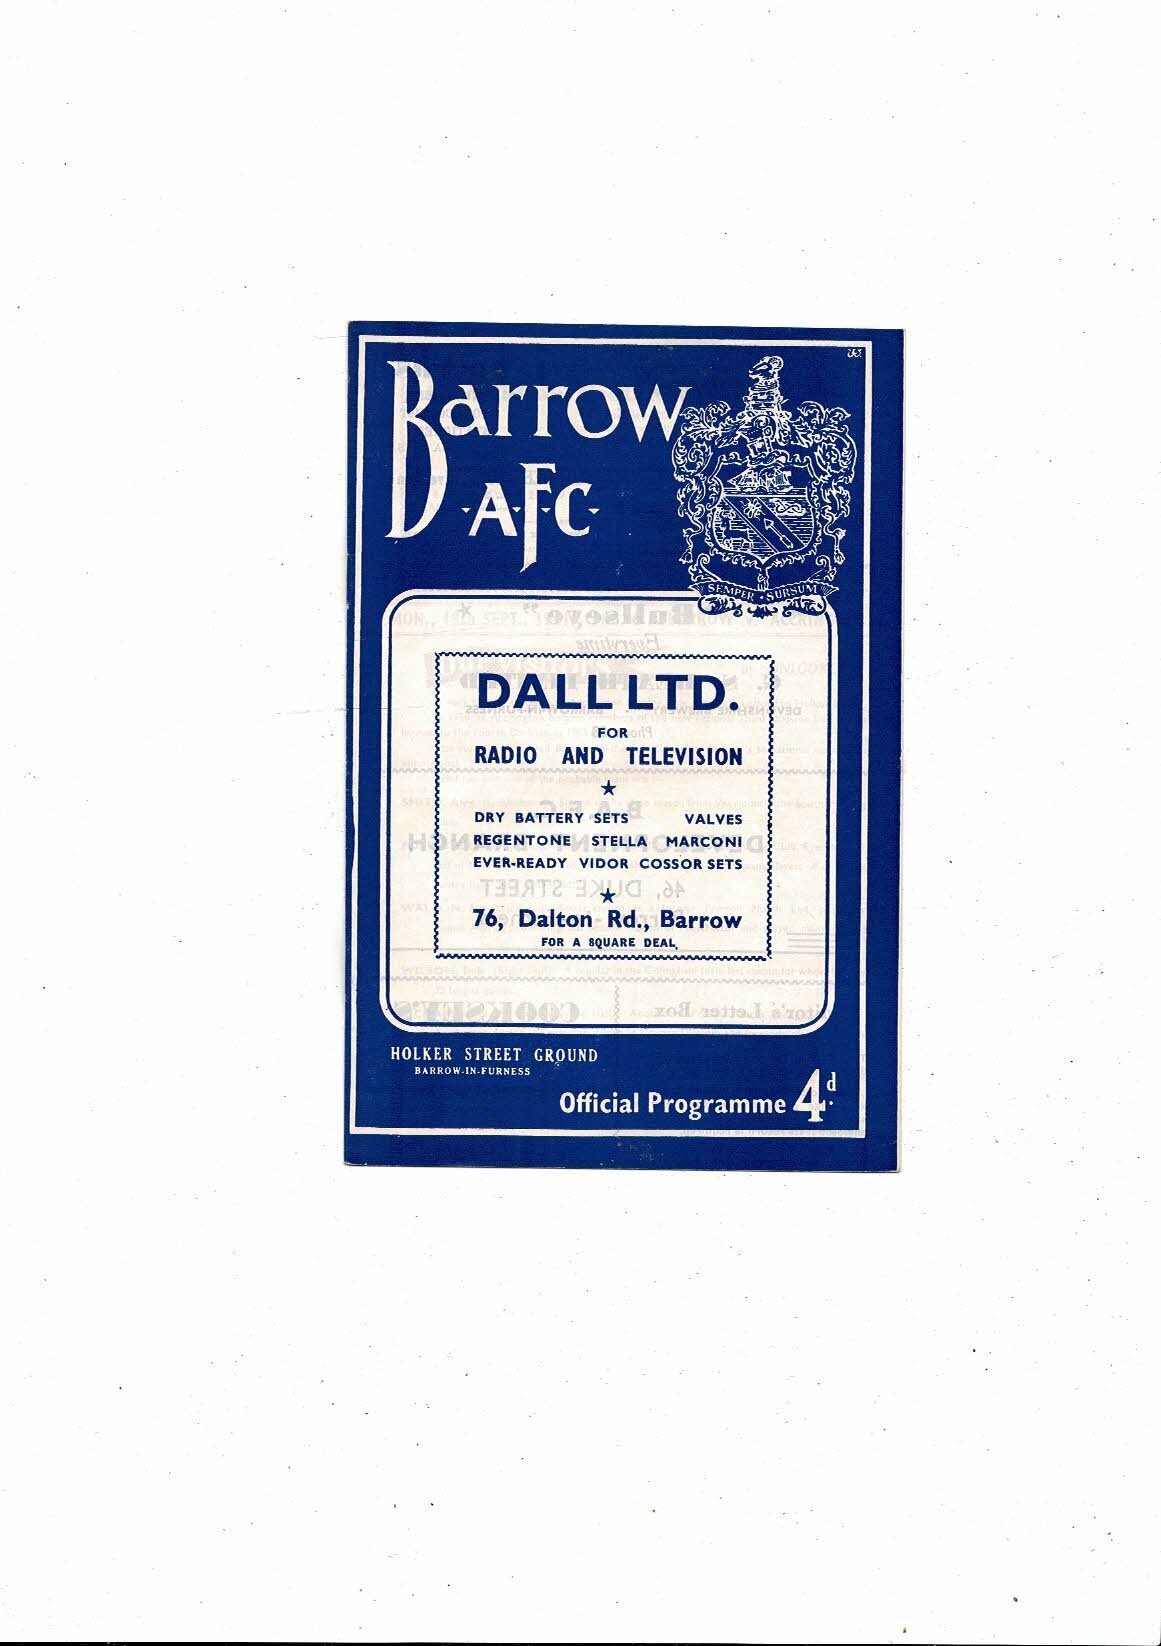 Barrow
A.F.C.
SEMPER SURSUM
DALL LTD.
FOR
RADIO AND TELEVISION
DRY BATTERY SETS VALVES
REGENTONE STELLA MARCONI
EVER-READY VIDOR COSSOR SETS
76, Dalton Rd., Barrow
FOR A SQUARE DEAL
HOLKER STREET GROUND
BARROW-IN-FURNESS
Official Programme 4d.